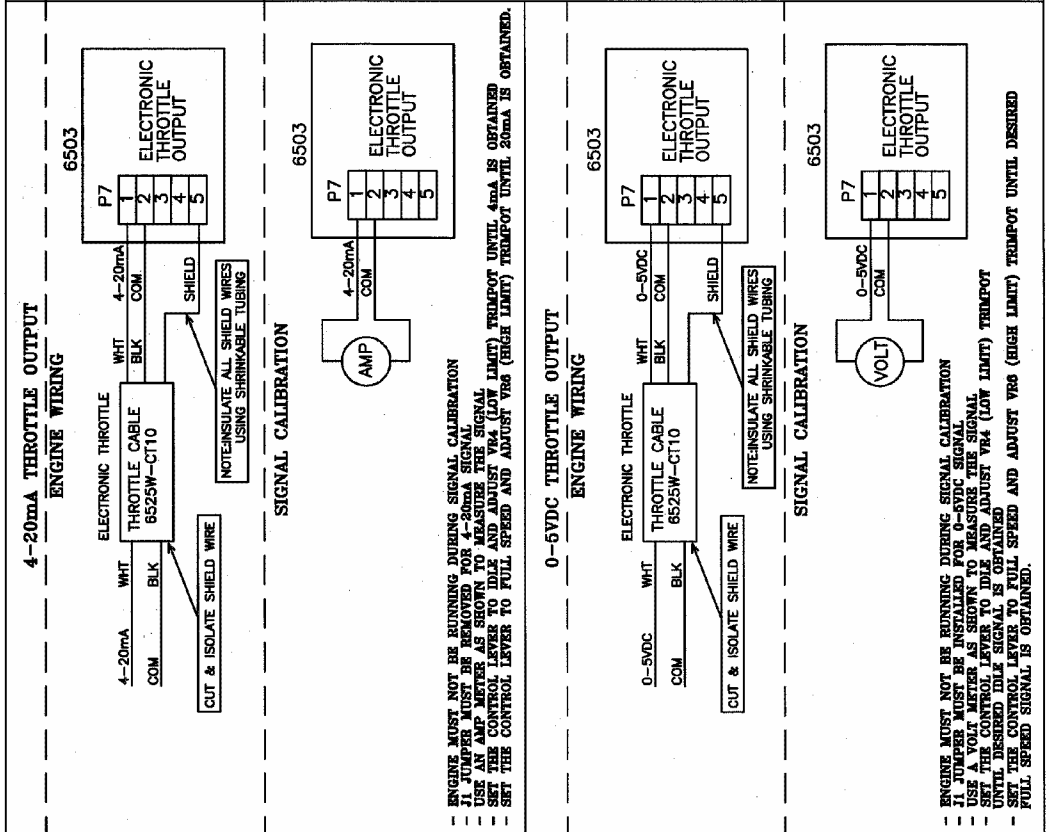 4-20mA THROTTLE OUTPUT
ENGINE WIRING
6503
ELECTRONIC THROTTLE
P7
4-20mA
WHT
THROTTLE CABLE
6525W-CT10
WHT
4-20mA
1
ELECTRONIC
THROTTLE
OUTPUT
COM
BLK
BLK
COM
2
3
4
SHIELD
5
CUT & ISOLATE SHIELD WIRE
NOTE:INSULATE ALL SHIELD WIRES
USING SHRINKABLE TUBING
SIGNAL CALIBRATION
6503
P7
AMP
4-20mA
COM
1
2
3
4
5
ELECTRONIC
THROTTLE
OUTPUT
- ENGINE MUST NOT BE RUNNING DURING SIGNAL CALIBRATION
- J1 JUMPER MUST BE REMOVED FOR 4-20mA SIGNAL
- USE AN AMP METER AS SHOWN TO MEASURE THE SIGNAL
- SET THE CONTROL LEVER TO IDLE AND ADJUST VR4 (LOW LIMIT) TRIMPOT UNTIL 4mA IS OBTAINED
- SET THE CONTROL LEVER TO FULL SPEED AND ADJUST VR6 (HIGH LIMIT) TRIMPOT UNTIL 20mA IS OBTAINED.
0-5VDC THROTTLE OUTPUT
ENGINE WIRING
6503
ELECTRONIC THROTTLE
P7
0-5VDC
WHT
THROTTLE CABLE
6525W-CT10
WHT
0-5VDC
1
ELECTRONIC
THROTTLE
OUTPUT
COM
BLK
BLK
COM
2
3
4
SHIELD
5
CUT & ISOLATE SHIELD WIRE
NOTE:INSULATE ALL SHIELD WIRES
USING SHRINKABLE TUBING
SIGNAL CALIBRATION
6503
P7
VOLT
0-5VDC
COM
1
2
3
4
5
ELECTRONIC
THROTTLE
OUTPUT
- ENGINE MUST NOT BE RUNNING DURING SIGNAL CALIBRATION
- J1 JUMPER MUST BE INSTALLED FOR 0-5VDC SIGNAL
- USE A VOLT METER AS SHOWN TO MEASURE THE SIGNAL
- SET THE CONTROL LEVER TO IDLE AND ADJUST VR4 (LOW LIMIT) TRIMPOT
UNTIL DESIRED IDLE SIGNAL IS OBTAINED
- SET THE CONTROL LEVER TO FULL SPEED AND ADJUST VR6 (HIGH LIMIT) TRIMPOT UNTIL DESIRED
FULL SPEED SIGNAL IS OBTAINED.